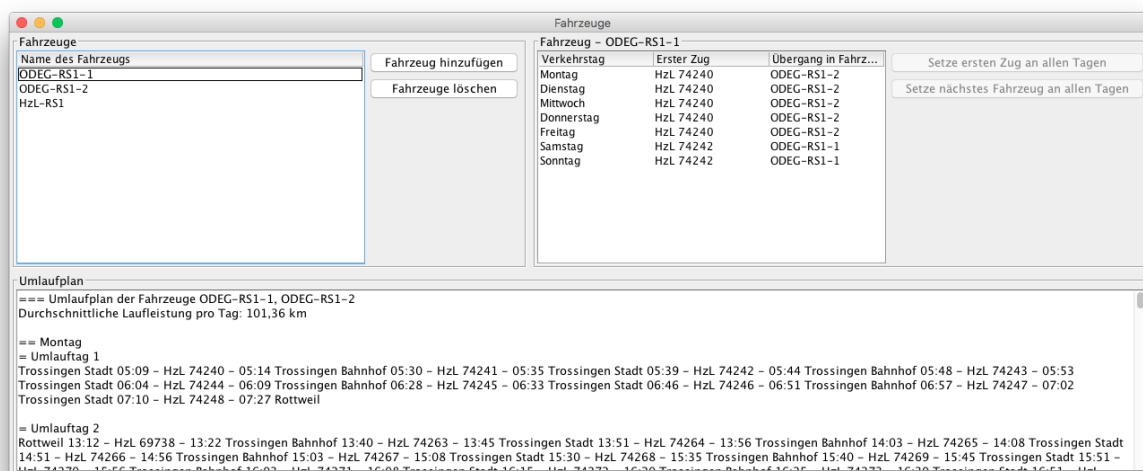 Fahrzeuge
Fahrzeuge
Name des Fahrzeugs
ODEG-RS1-1
ODEG-RS1-2
HzL-RS1
Fahrzeug hinzufügen
Fahrzeuge löschen
Fahrzeug - ODEG-RS1-1
Verkehrstag Erster Zug Übergang in Fahrz...
Montag HzL 74240 ODEG-RS1-2
Dienstag HzL 74240 ODEG-RS1-2
Mittwoch HzL 74240 ODEG-RS1-2
Donnerstag HzL 74240 ODEG-RS1-2
Freitag HzL 74240 ODEG-RS1-2
Samstag HzL 74242 ODEG-RS1-1
Sonntag HzL 74242 ODEG-RS1-1
Setze ersten Zug an allen Tagen
Setze nächstes Fahrzeug an allen Tagen
Umlaufplan
=== Umlaufplan der Fahrzeuge ODEG-RS1-1, ODEG-RS1-2
Durchschnittliche Laufleistung pro Tag: 101,36 km
== Montag
= Umlauftag 1
Trossingen Stadt 05:09 - HzL 74240 - 05:14 Trossingen Bahnhof 05:30 - HzL 74241 - 05:35 Trossingen Stadt 05:39 - HzL 74242 - 05:44 Trossingen Bahnhof 05:48 - HzL 74243 - 05:53
Trossingen Stadt 06:04 - HzL 74244 - 06:09 Trossingen Bahnhof 06:28 - HzL 74245 - 06:33 Trossingen Stadt 06:46 - HzL 74246 - 06:51 Trossingen Bahnhof 06:57 - HzL 74247 - 07:02
Trossingen Stadt 07:10 - HzL 74248 - 07:27 Rottweil
= Umlauftag 2
Rottweil 13:12 - HzL 69738 - 13:22 Trossingen Bahnhof 13:40 - HzL 74263 - 13:45 Trossingen Stadt 13:51 - HzL 74264 - 13:56 Trossingen Bahnhof 14:03 - HzL 74265 - 14:08 Trossingen Stadt
14:51 - HzL 74266 - 14:56 Trossingen Bahnhof 15:03 - HzL 74267 - 15:08 Trossingen Stadt 15:30 - HzL 74268 - 15:35 Trossingen Bahnhof 15:40 - HzL 74269 - 15:45 Trossingen Stadt 15:51 -